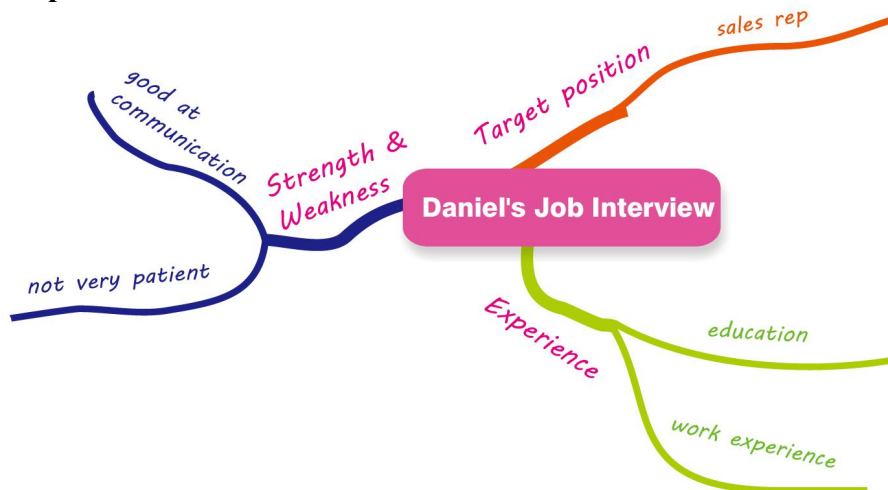 sales rep
Target position
good at
communication
Strength &
Weakness
Daniel's Job Interview
not very patient
Experience
education
work experience